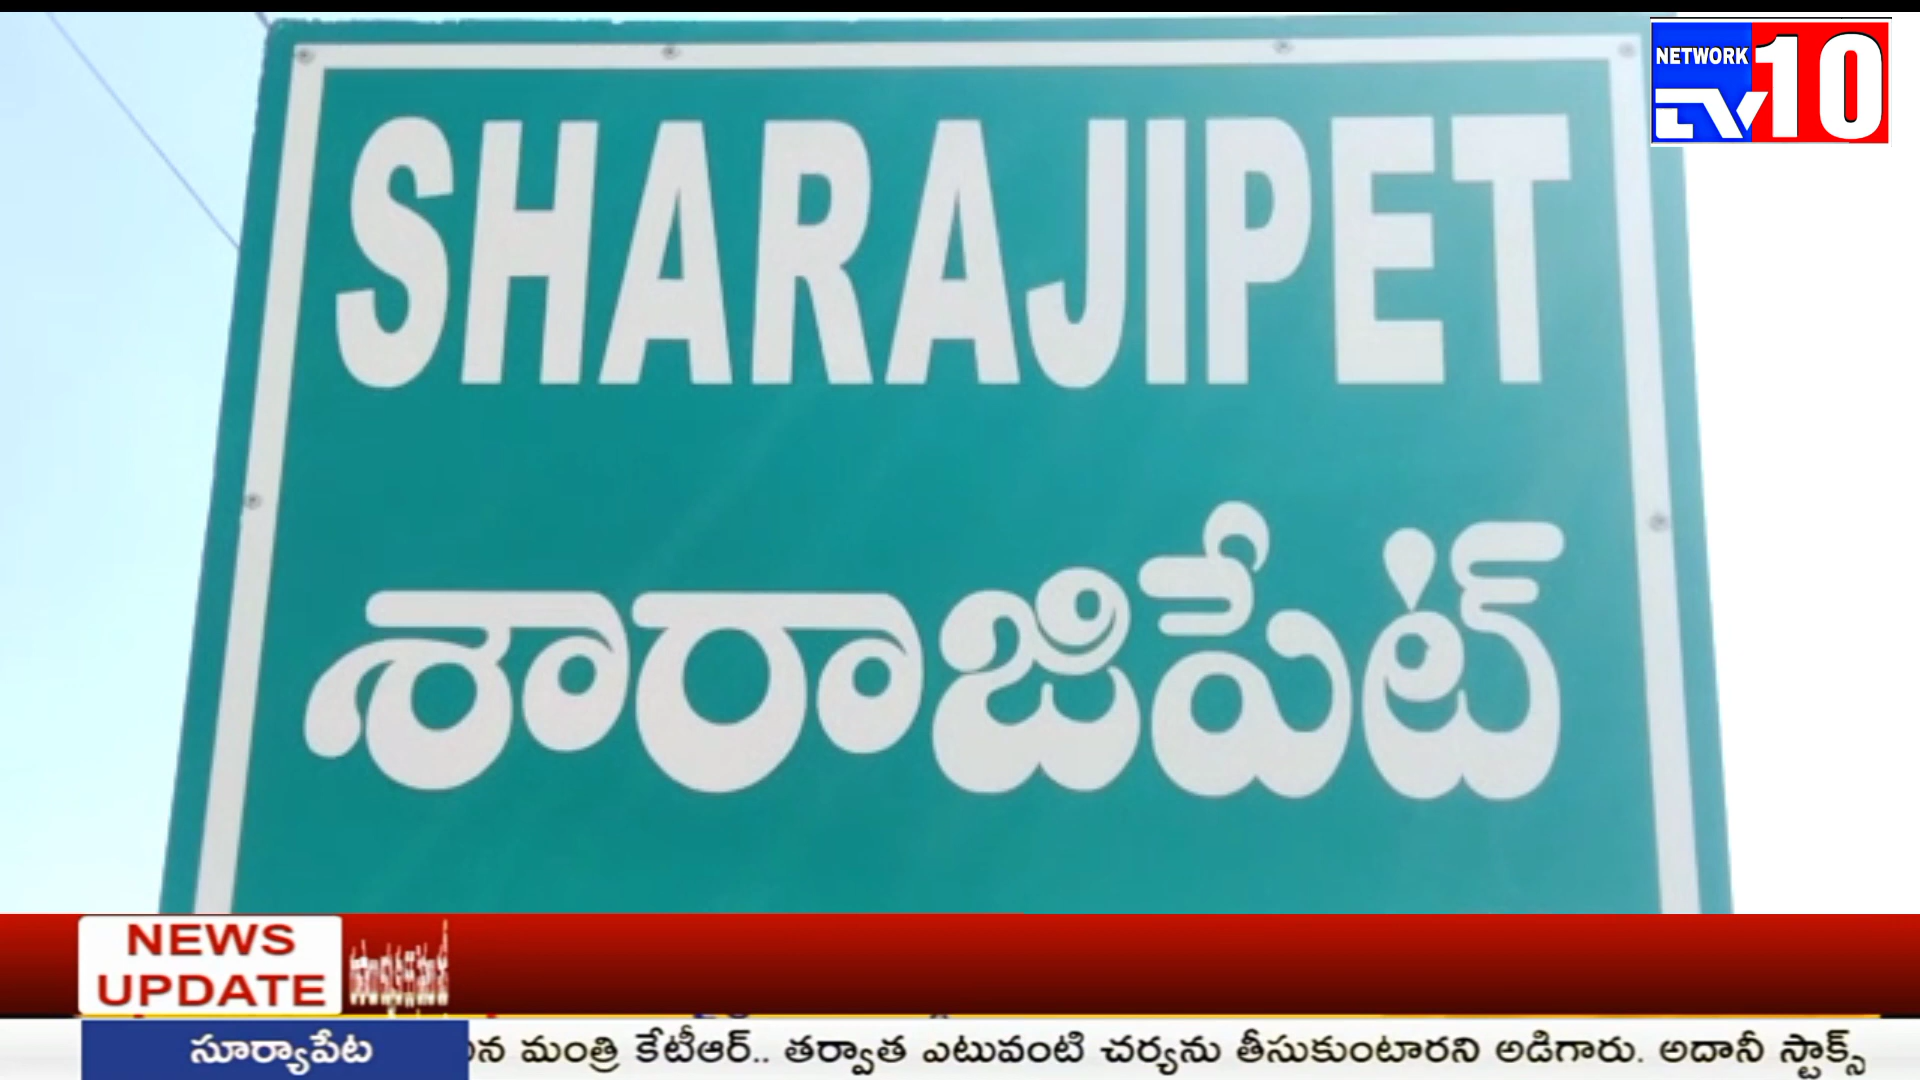 NETWORK
TV10
SHARAJIPET
శారాజిపేట్
NEWS
UPDATE
సూర్యాపేట
న మంత్రి కేటీఆర్.. తర్వాత ఎటువంటి చర్యను తీసుకుంటారని అడిగారు. అదానీ స్టాక్స్